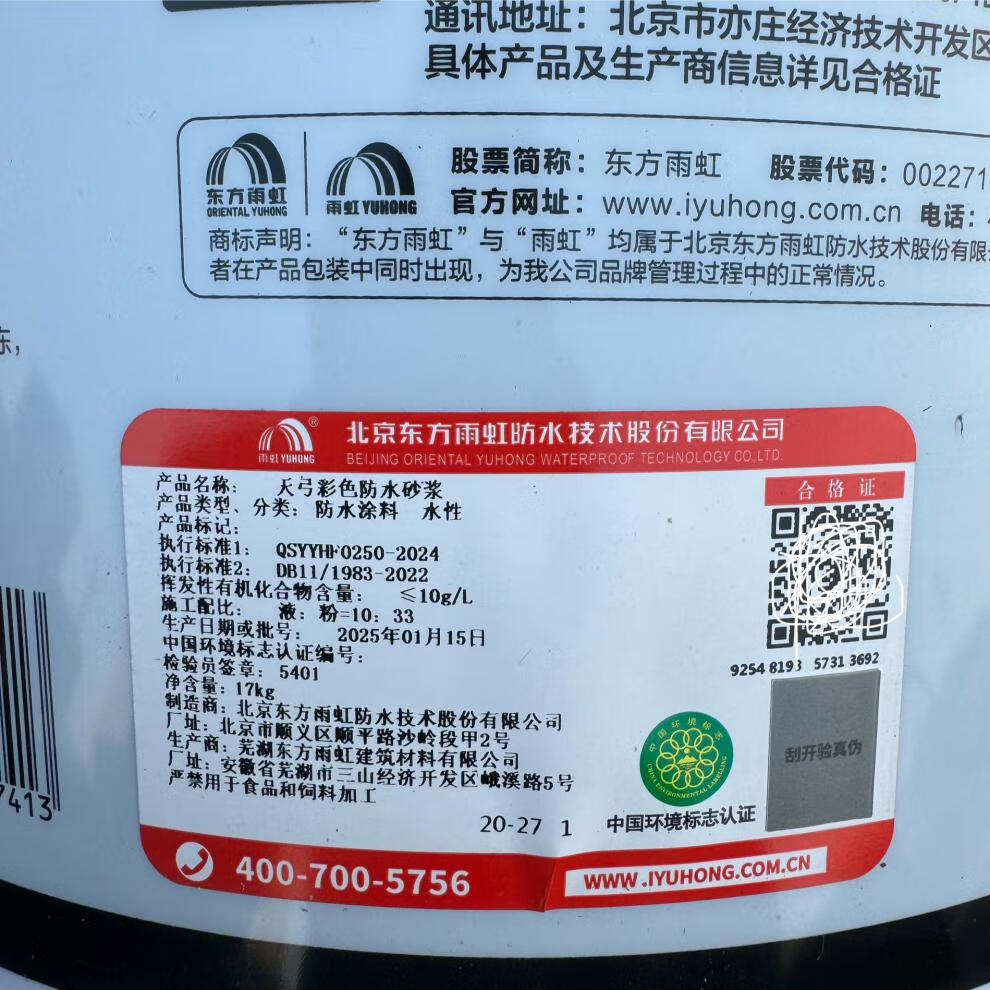 通讯地址：北京市亦庄经济技术开发区
具体产品及生产商信息详见合格证
东方雨虹
ORIENTAL YUHONG
雨虹 YUHONG
股票简称：东方雨虹 股票代码：002271
官方网址：www.iyuhong.com.cn 电话：
商标声明：“东方雨虹”与“雨虹”均属于北京东方雨虹防水技术股份有限
者在产品包装中同时出现，为我公司品牌管理过程中的正常情况。
冻，
雨虹 YUHONG ®
北京东方雨虹防水技术股份有限公司
BEIJING ORIENTAL YUHONG WATERPROOF TECHNOLOGY CO.,LTD.
产品名称： 天弓彩色防水砂浆
产品类型、分类：防水涂料 水性
产品标记：
执行标准1： QSYYHF0250-2024
执行标准2： DB11/1983-2022
挥发性有机化合物含量： ≤10g/L
施工配比： 液：粉=10：33
生产日期或批号： 2025年01月15日
中国环境标志认证编号：
检验员签章：5401
净含量：17kg
制造商：北京东方雨虹防水技术股份有限公司
厂址：北京市顺义区顺平路沙岭段甲2号
生产商：芜湖东方雨虹建筑材料有限公司
厂址：安徽省芜湖市三山经济开发区峨溪路5号
严禁用于食品和饲料加工
20-27 1
合格证
9254 8193 5731 3692
中国环境标志
CHINA ENVIRONMENTAL LABELLING
中国环境标志认证
刮开验真伪
7413
400-700-5756
WWW.IYUHONG.COM.CN